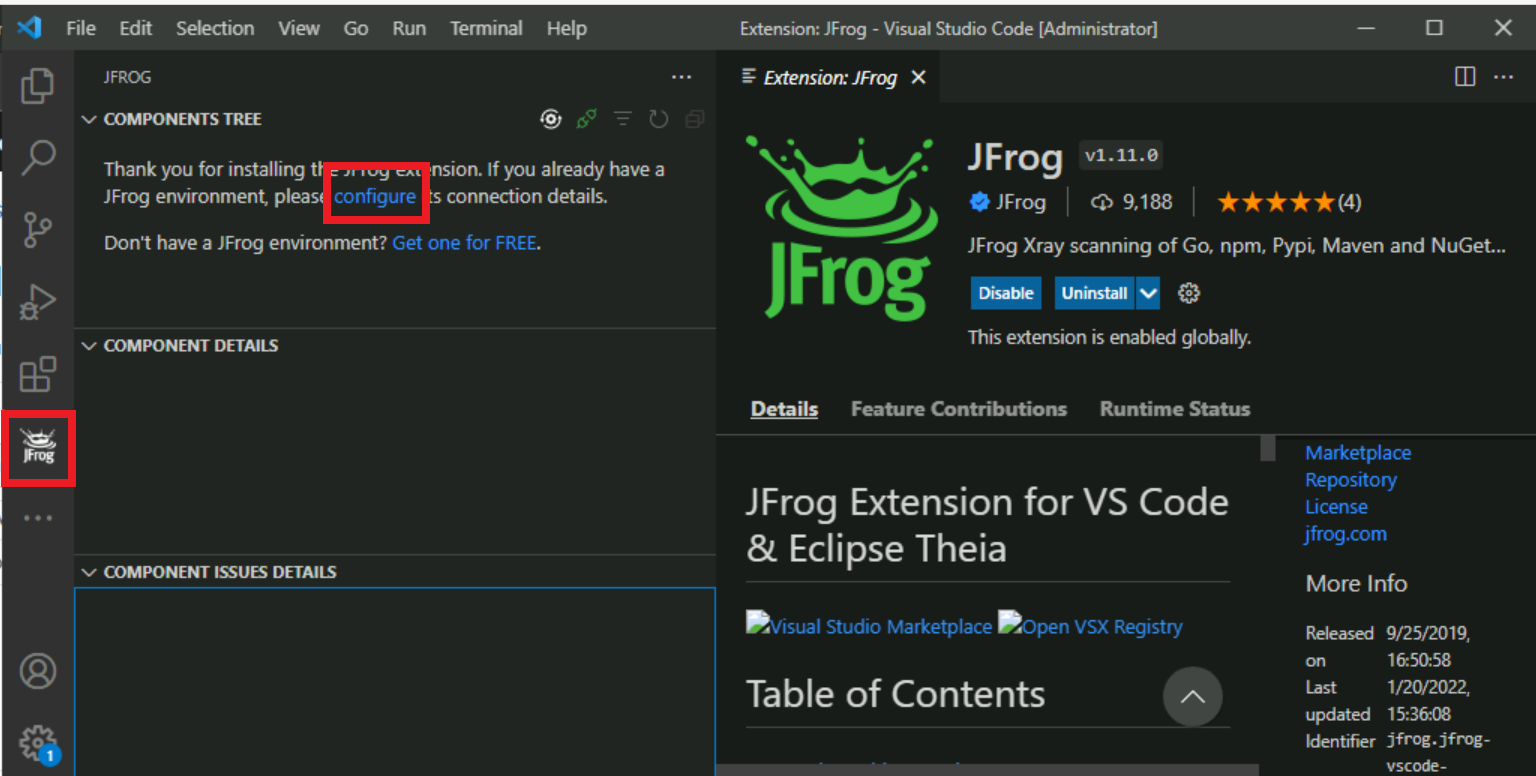 File Edit Selection View Go Run Terminal Help
Extension: JFrog - Visual Studio Code [Administrator]
JFROG
COMPONENTS TREE
Thank you for installing the JFrog extension. If you already have a
JFrog environment, please configure its connection details.
Don't have a JFrog environment? Get one for FREE.
COMPONENT DETAILS
JFrog
COMPONENT ISSUES DETAILS
1
Extension: JFrog
JFrog
JFrog v1.11.0
JFrog 9,188 (4)
JFrog Xray scanning of Go, npm, Pypi, Maven and NuGet...
Disable Uninstall
This extension is enabled globally.
Details Feature Contributions Runtime Status
JFrog Extension for VS Code
& Eclipse Theia
Visual Studio Marketplace Open VSX Registry
Table of Contents
Marketplace
Repository
License
jfrog.com
More Info
Released 9/25/2019,
on 16:50:58
Last 1/20/2022,
updated 15:36:08
Identifier jfrog.jfrog-
vscode-